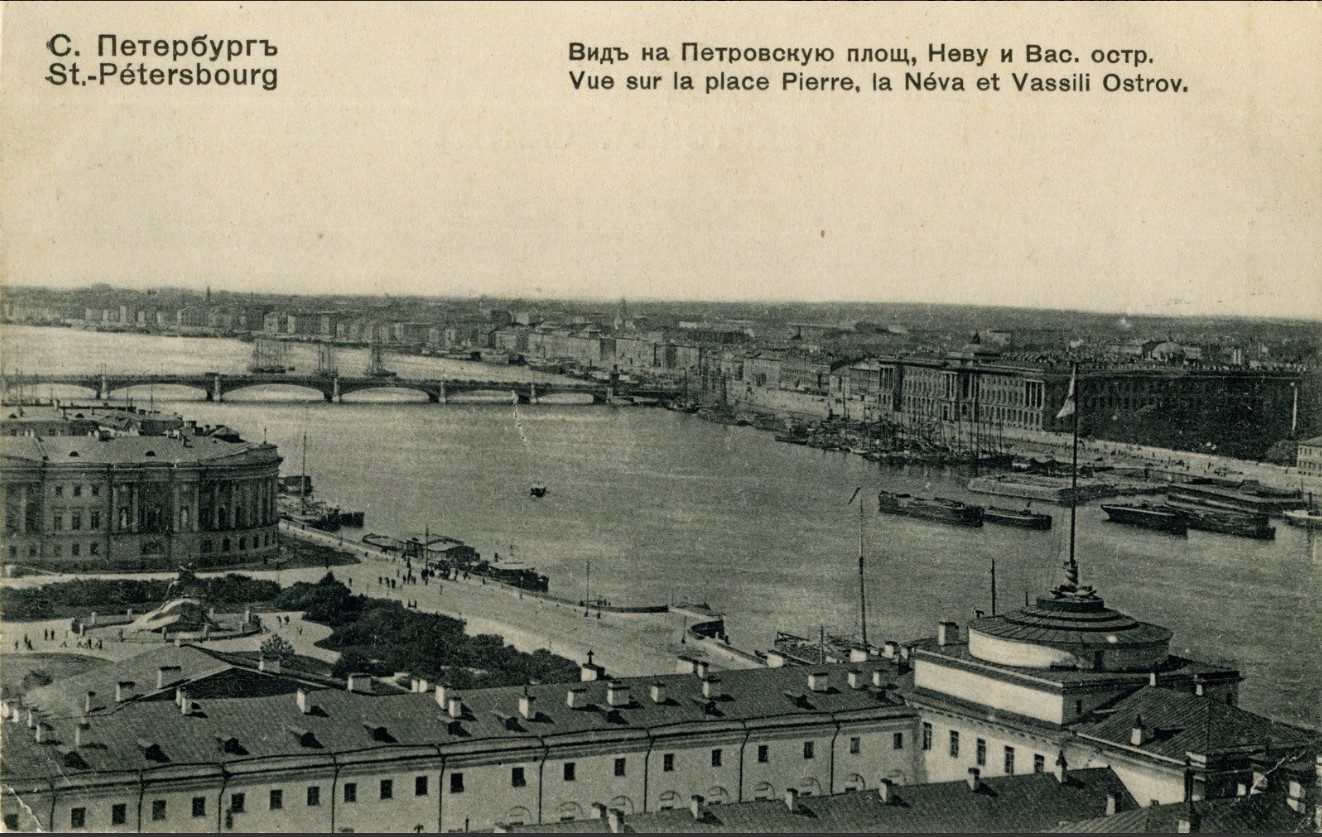 С. Петербургъ
St.-Pétersbourg
Видъ на Петровскую площ, Неву и Вас. остр.
Vue sur la place Pierre, la Néva et Vassili Ostrov.